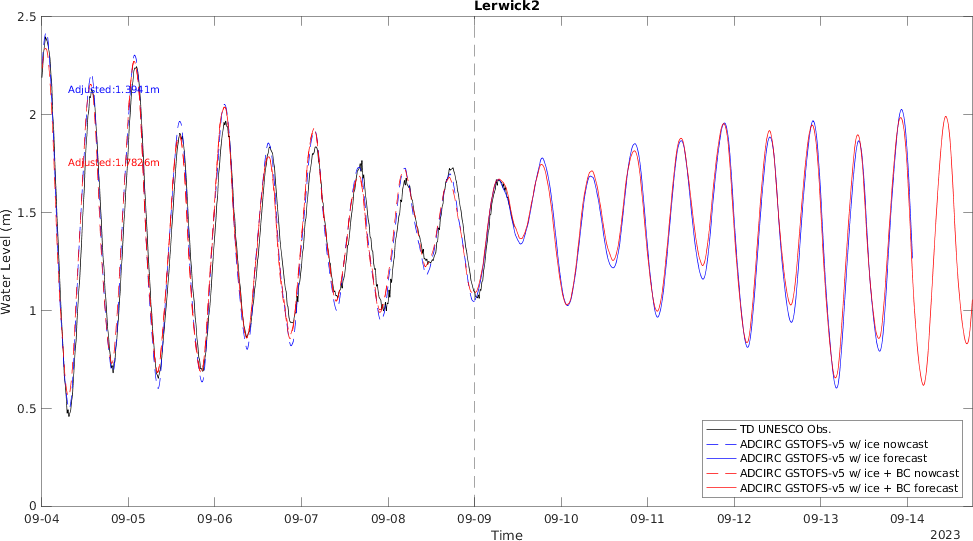 Lerwick2
2.5
2
1.5
1
0.5
0
Water Level (m)
Adjusted:1.3941m
Adjusted:1.7826m
TD UNESCO Obs.
ADCIRC GSTOFS-v5 w/ ice nowcast
ADCIRC GSTOFS-v5 w/ ice forecast
ADCIRC GSTOFS-v5 w/ ice + BC nowcast
ADCIRC GSTOFS-v5 w/ ice + BC forecast
09-04 09-05 09-06 09-07 09-08 09-09 09-10 09-11 09-12 09-13 09-14
Time
2023